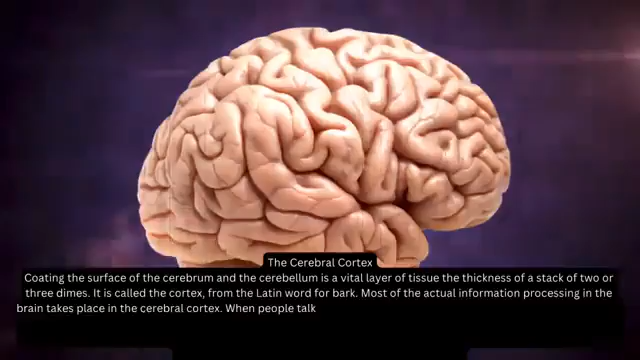 The Cerebral Cortex
Coating the surface of the cerebrum and the cerebellum is a vital layer of tissue the thickness of a stack of two or
three dimes. It is called the cortex, from the Latin word for bark. Most of the actual information processing in the
brain takes place in the cerebral cortex. When people talk